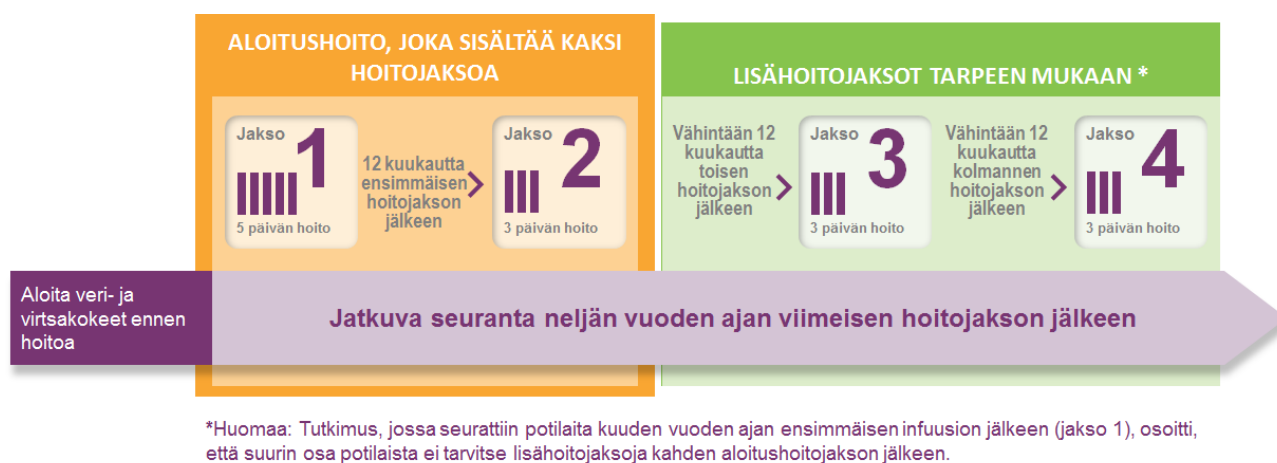 ALOITUSHOITO, JOKA SISÄLTÄÄ KAKSI
HOITOJAKSOA
LISÄHOITOJAKSOT TARPEEN MUKAAN *
Jakso 1
5 päivän hoito
12 kuukautta
ensimmäisen
hoitojakson
jälkeen
Jakso 2
3 päivän hoito
Vähintään 12
kuukautta
toisen
hoitojakson
jälkeen
Jakso 3
3 päivän hoito
Vähintään 12
kuukautta
kolmannen
hoitojakson
jälkeen
Jakso 4
3 päivän hoito
Aloita veri- ja
virtsakokeet ennen
hoitoa
Jatkuva seuranta neljän vuoden ajan viimeisen hoitojakson jälkeen
*Huomaa: Tutkimus, jossa seurattiin potilaita kuuden vuoden ajan ensimmäisen infuusion jälkeen (jakso 1), osoitti,
että suurin osa potilaista ei tarvitse lisähoitojaksoja kahden aloitushoitojakson jälkeen.